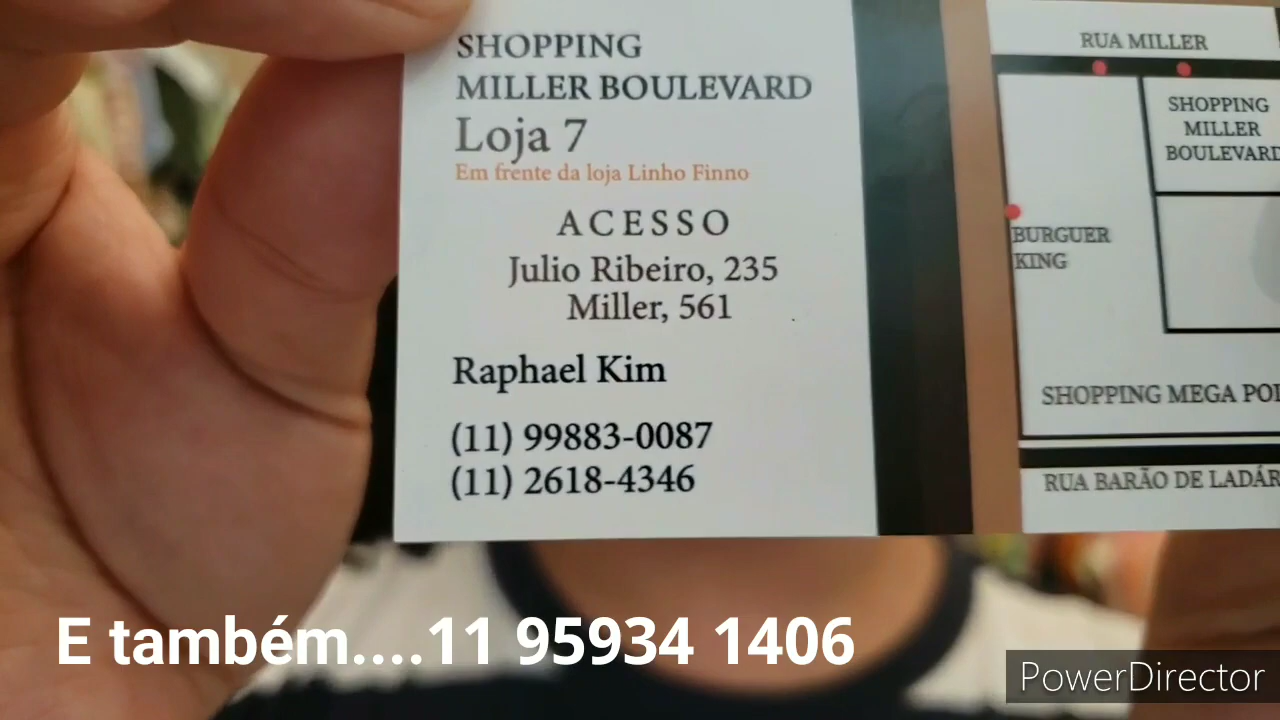 SHOPPING
MILLER BOULEVARD
Loja 7
Em frente da loja Linho Finno
ACESSO
Julio Ribeiro, 235
Miller, 561
Raphael Kim
(11) 99883-0087
(11) 2618-4346
RUA MILLER
SHOPPING
MILLER
BOULEVARD
BURGUER
KING
SHOPPING MEGA
RUA BARÃO DE
E também....11 95934 1406
PowerDirector